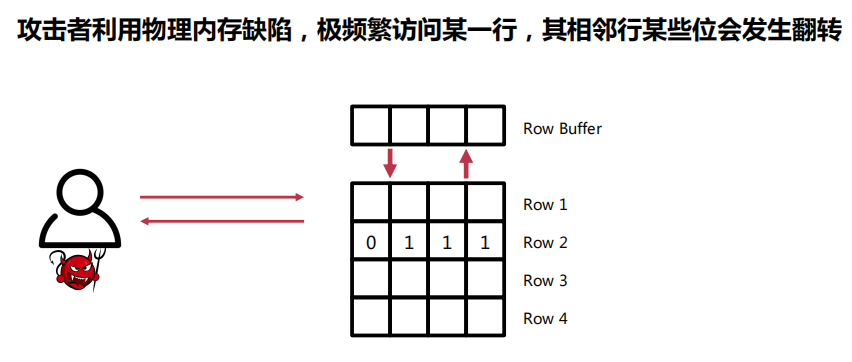 攻击者利用物理内存缺陷，极频繁访问某一行，其相邻行某些位会发生翻转
Row Buffer
Row 1
0 1 1 1 Row 2
Row 3
Row 4